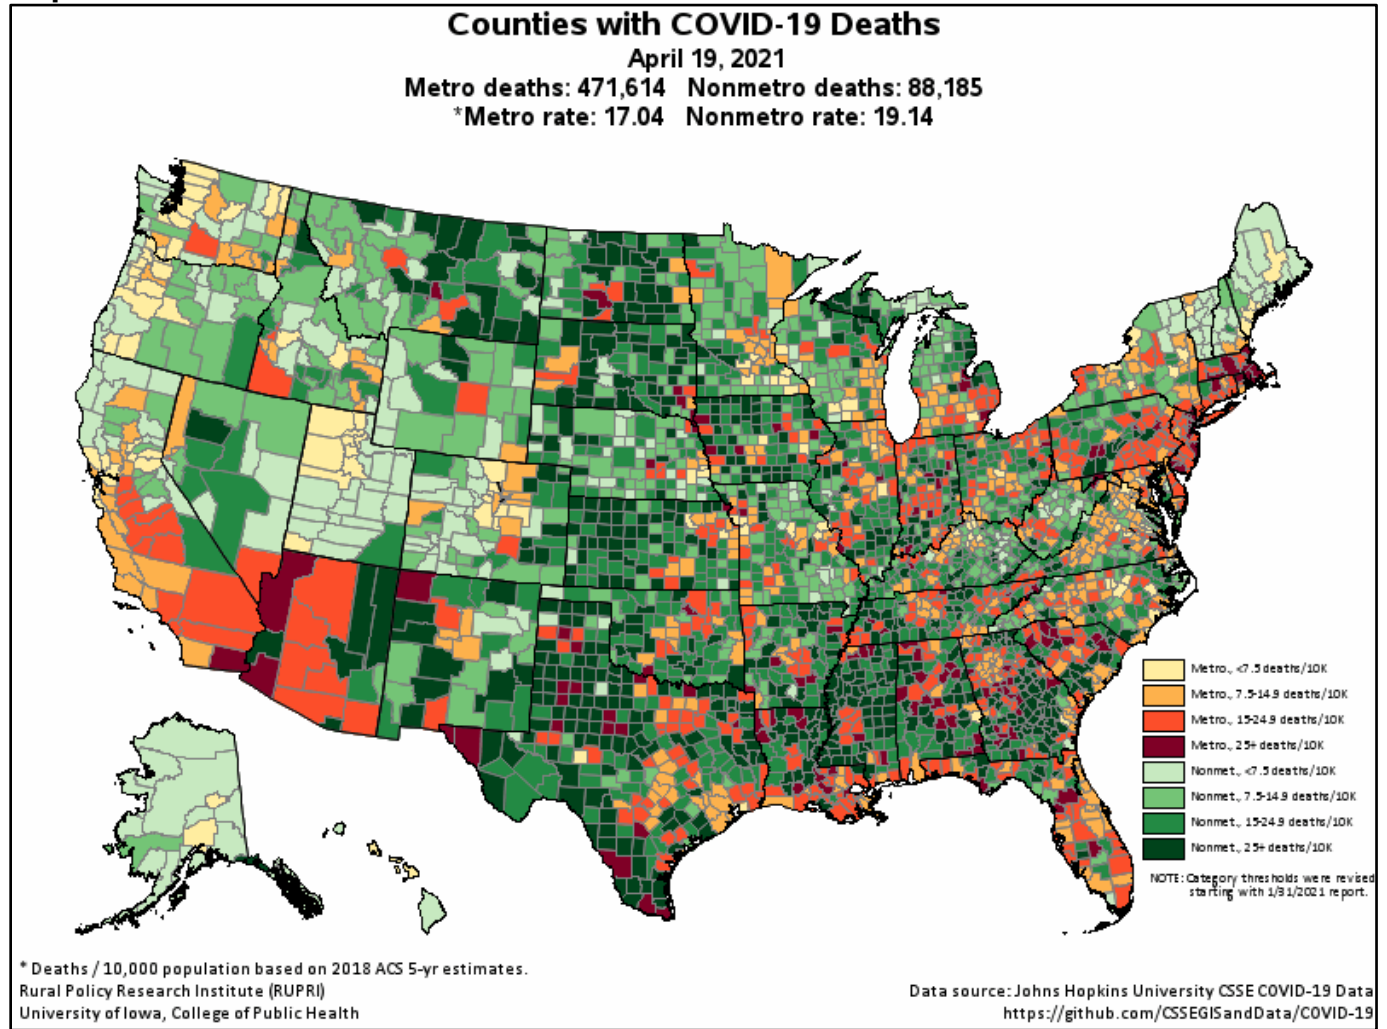 Counties with COVID-19 Deaths
April 19, 2021
Metro deaths: 471,614 Nonmetro deaths: 88,185
*Metro rate: 17.04 Nonmetro rate: 19.14
Metro., <7.5 deaths/10K
Metro., 7.5-14.9 deaths/10K
Metro., 15-24.9 deaths/10K
Metro., 25+ deaths/10K
Nonmet., <7.5 deaths/10K
Nonmet., 7.5-14.9 deaths/10K
Nonmet., 15-24.9 deaths/10K
Nonmet., 25+ deaths/10K
NOTE: Category thresholds were revised
starting with 1/31/2021 report.
* Deaths / 10,000 population based on 2018 ACS 5-yr estimates.
Rural Policy Research Institute (RUPRI)
University of Iowa, College of Public Health
Data source: Johns Hopkins University CSSE COVID-19 Data
https://github.com/CSSEGISandData/COVID-19